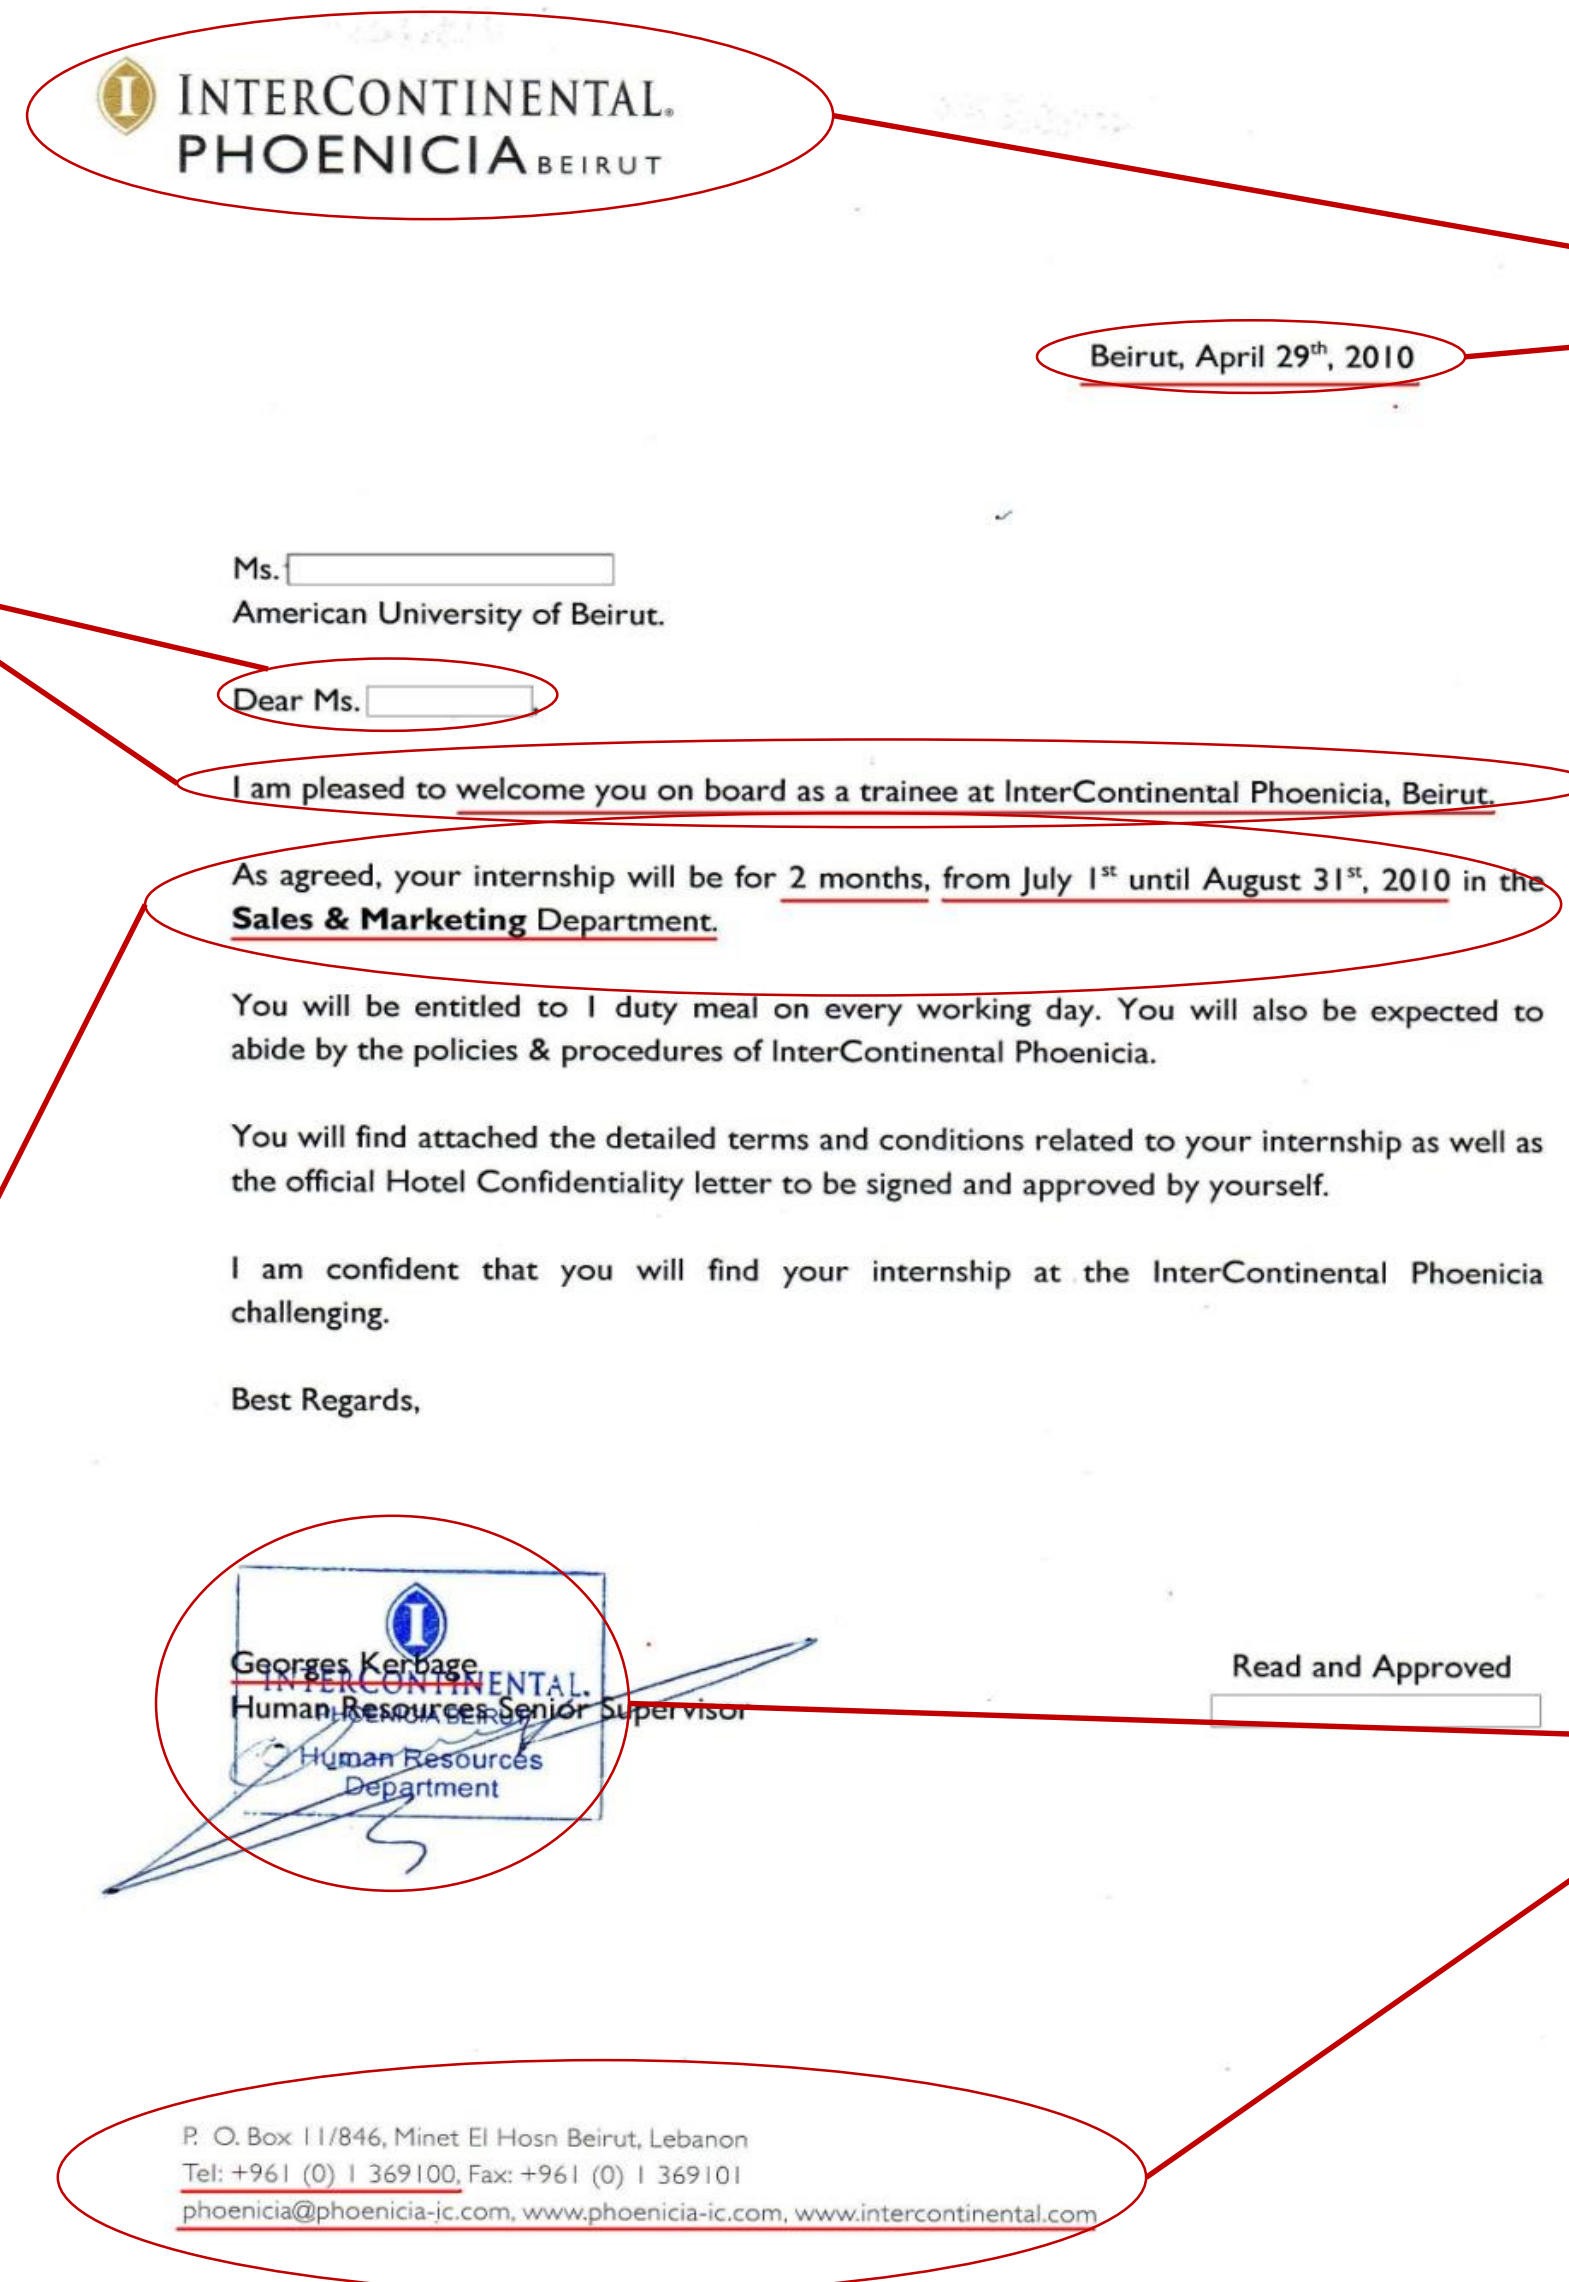 INTERCONTINENTAL.
PHOENICIA BEIRUT
Beirut, April 29th, 2010
Ms.
American University of Beirut.
Dear Ms. ,
I am pleased to welcome you on board as a trainee at InterContinental Phoenicia, Beirut.
As agreed, your internship will be for 2 months, from July 1st until August 31st, 2010 in the
Sales & Marketing Department.
You will be entitled to 1 duty meal on every working day. You will also be expected to
abide by the policies & procedures of InterContinental Phoenicia.
You will find attached the detailed terms and conditions related to your internship as well as
the official Hotel Confidentiality letter to be signed and approved by yourself.
I am confident that you will find your internship at the InterContinental Phoenicia
challenging.
Best Regards,
Georges Kerbage
Human Resources Senior Supervisor
INTERCONTINENTAL.
PHOENICIA BEIRUT
Human Resources
Department
Read and Approved
P. O. Box 11/846, Minet El Hosn Beirut, Lebanon
Tel: +961 (0) 1 369100, Fax: +961 (0) 1 369101
phoenicia@phoenicia-ic.com, www.phoenicia-ic.com, www.intercontinental.com